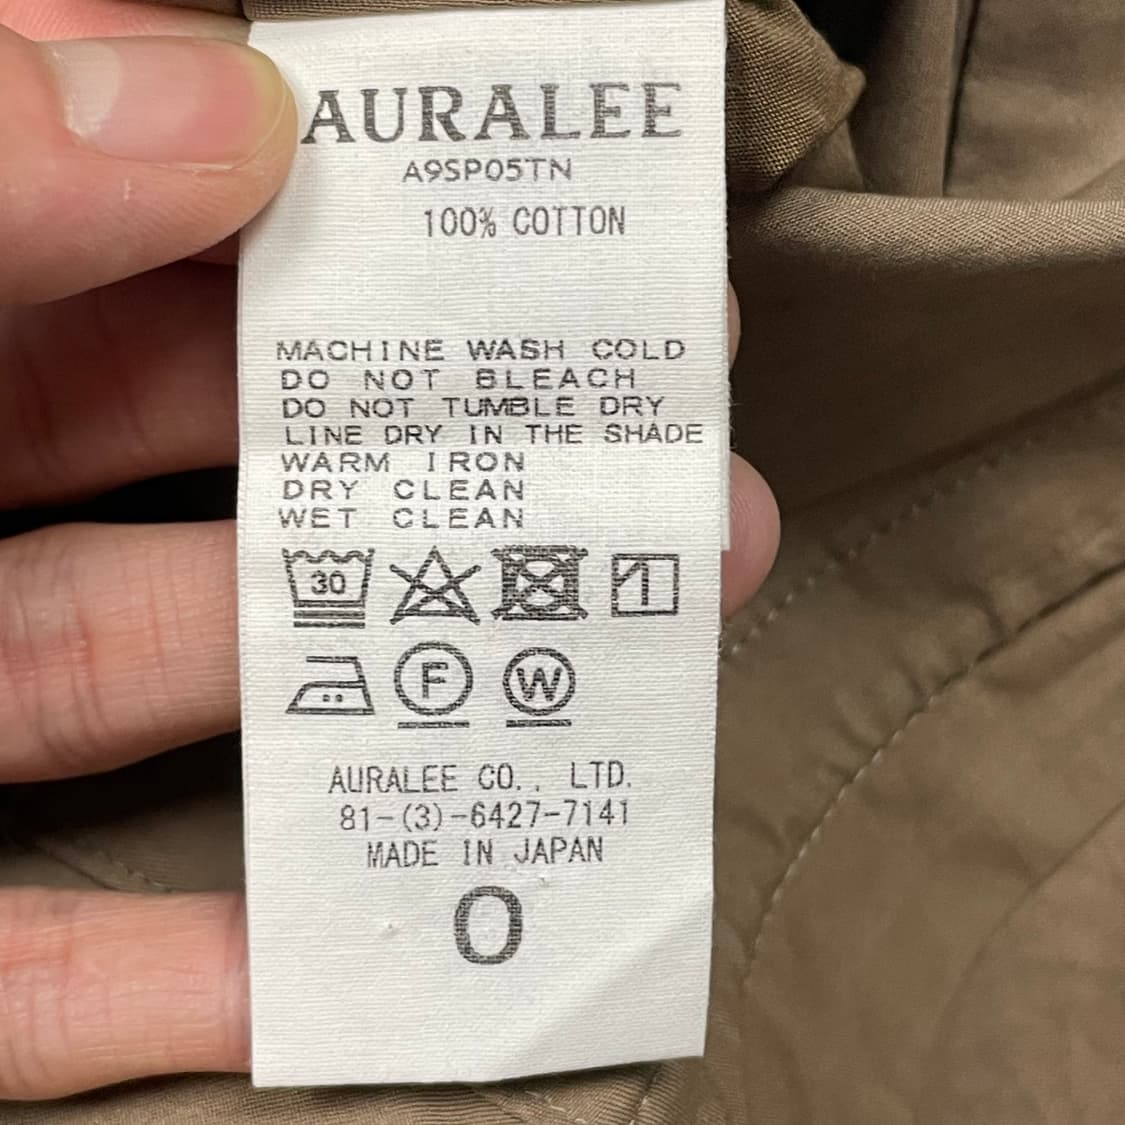 AURALEE
A9SP05TN
100% COTTON
MACHINE WASH COLD
DO NOT BLEACH
DO NOT TUMBLE DRY
LINE DRY IN THE SHADE
WARM IRON
DRY CLEAN
WET CLEAN
30
F W
AURALEE CO., LTD.
81-(3)-6427-7141
MADE IN JAPAN
0